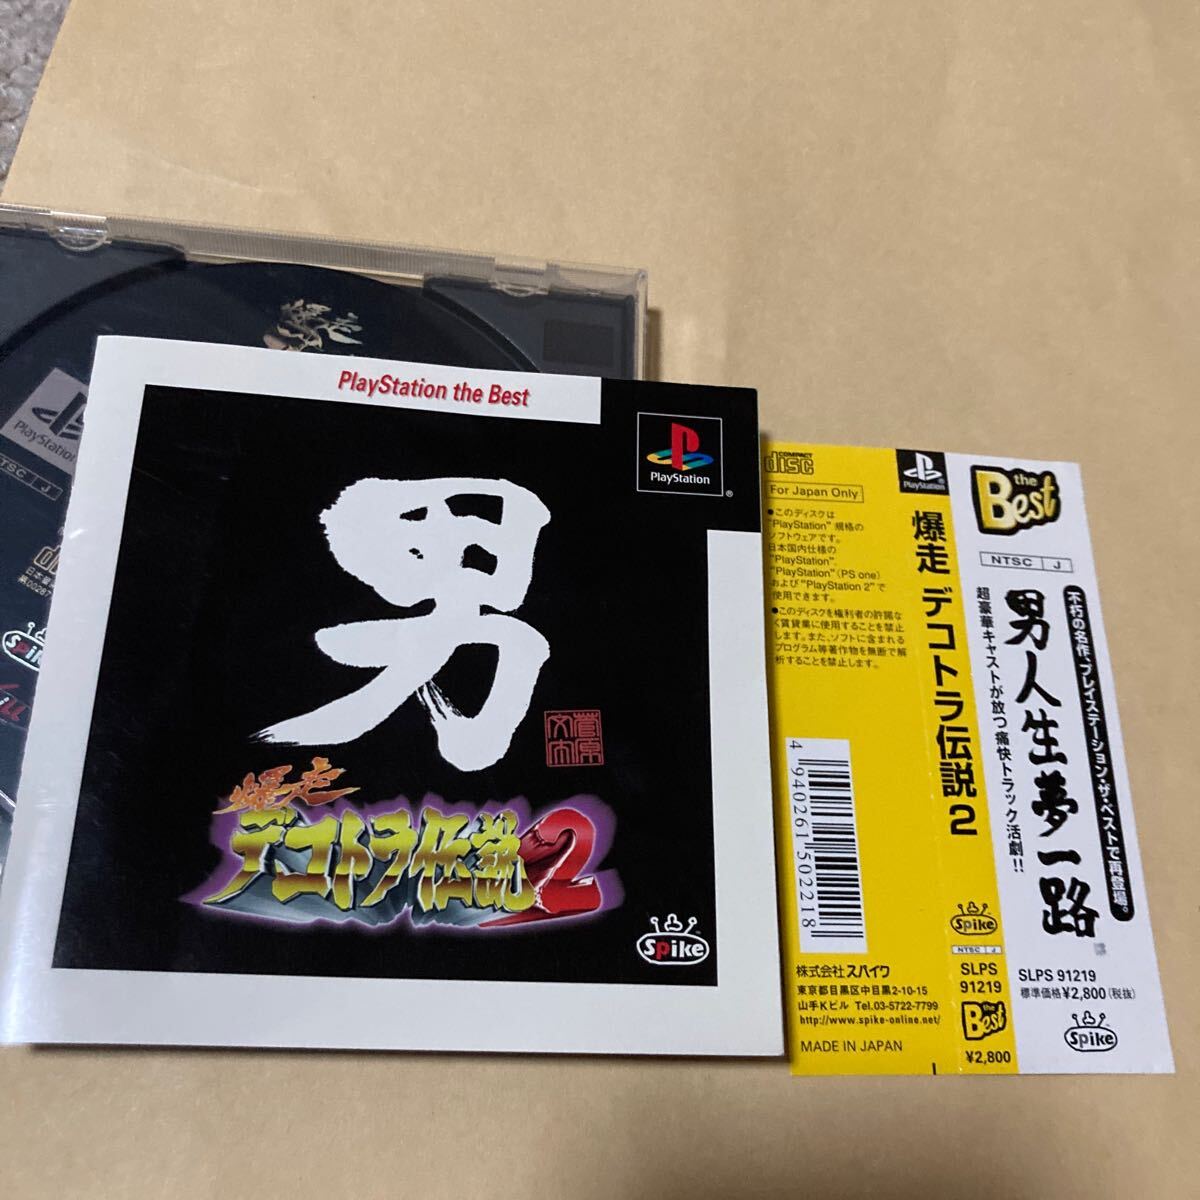 爆走
PlayStation
NTSC J
Spike
PlayStation the Best
PlayStation
®
男
菅原文太
爆走
デコトラ伝説2
Spike
COMPACT
disc
For Japan Only
●このディスクは
"PlayStation" 規格の
ソフトウェアです。
日本国内仕様の
"PlayStation",
"PlayStation"(PS one)
および"PlayStation 2"で
使用できます。
●このディスクを権利者の許諾な
く賃貸業に使用することを禁止
します。また、ソフトに含まれる
プログラム等著作物を無断で解
析することを禁止します。
4 940261 502218
株式会社 スパイク
東京都目黒区中目黒2-10-15
山手Kビル Tel.03-5722-7799
http://www.spike-online.net/
MADE IN JAPAN
PlayStation
爆走 デコトラ伝説2
Spike
NTSC J
SLPS
91219
the Best
¥2,800
the Best
NTSC J
不朽の名作、プレイステーション・ザ・ベストで再登場。
男人生夢一路
超豪華キャストが放つ痛快トラック活劇!!
SLPS 91219
標準価格¥2,800(税抜)
Spike